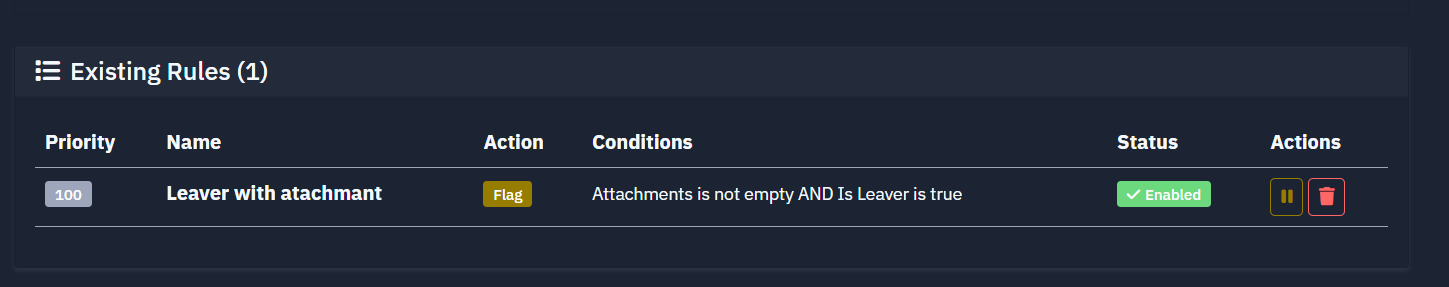 Existing Rules (1)
Priority Name Action Conditions Status Actions
100 Leaver with atachmant Flag Attachments is not empty AND Is Leaver is true Enabled